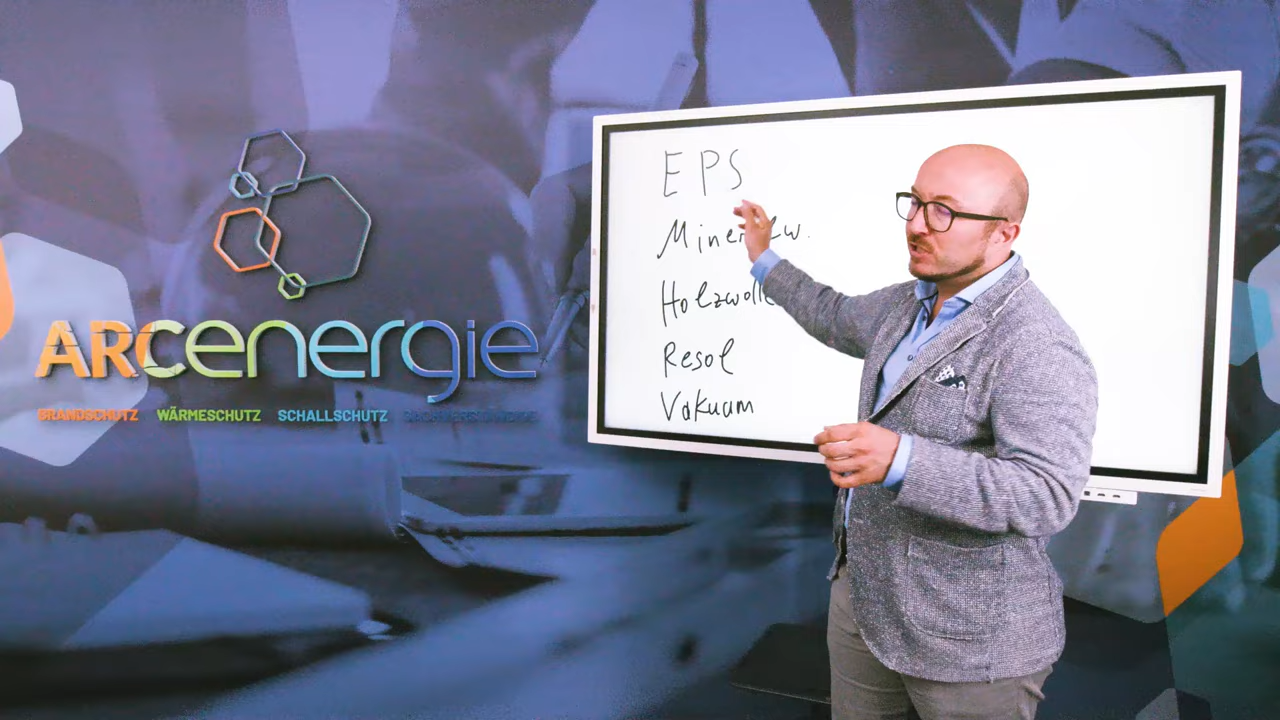 ARCenergie
BRANDSCHUTZ WÄRMESCHUTZ SCHALLSCHUTZ
EPS
Holzwolle
Resol
Vakuum